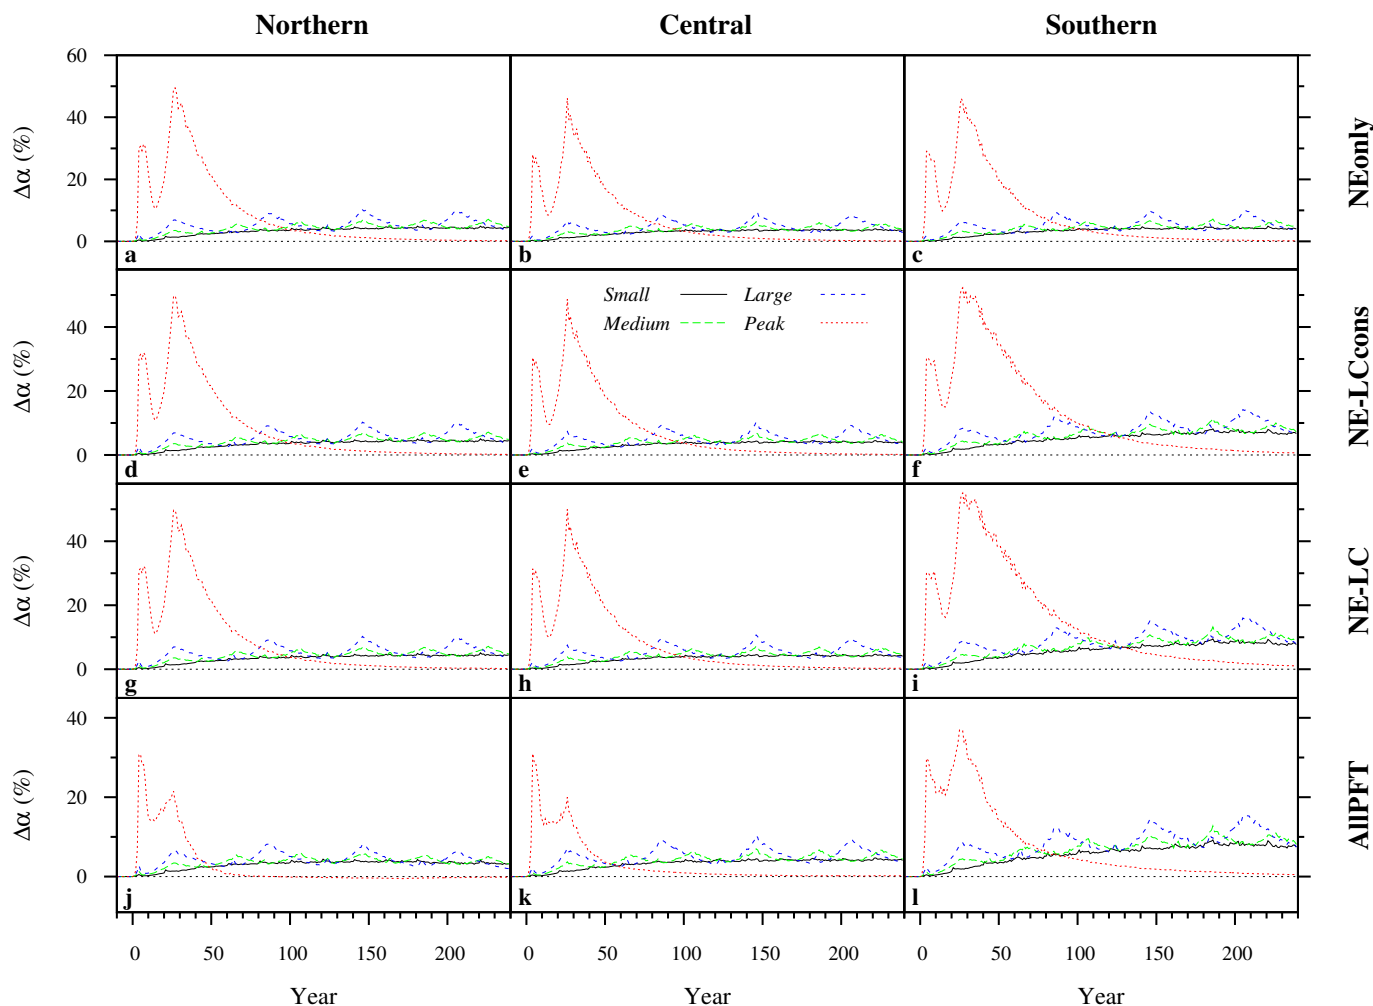 Northern Central Southern
60
40
20
0
Δα (%)
a b c
NEonly
Small Large
Medium Peak
40
20
0
Δα (%)
d e f
NE-LCcons
40
20
0
Δα (%)
g h i
NE-LC
40
20
0
Δα (%)
j k l
AllPFT
0 50 100 150 200 0 50 100 150 200 0 50 100 150 200
Year Year Year